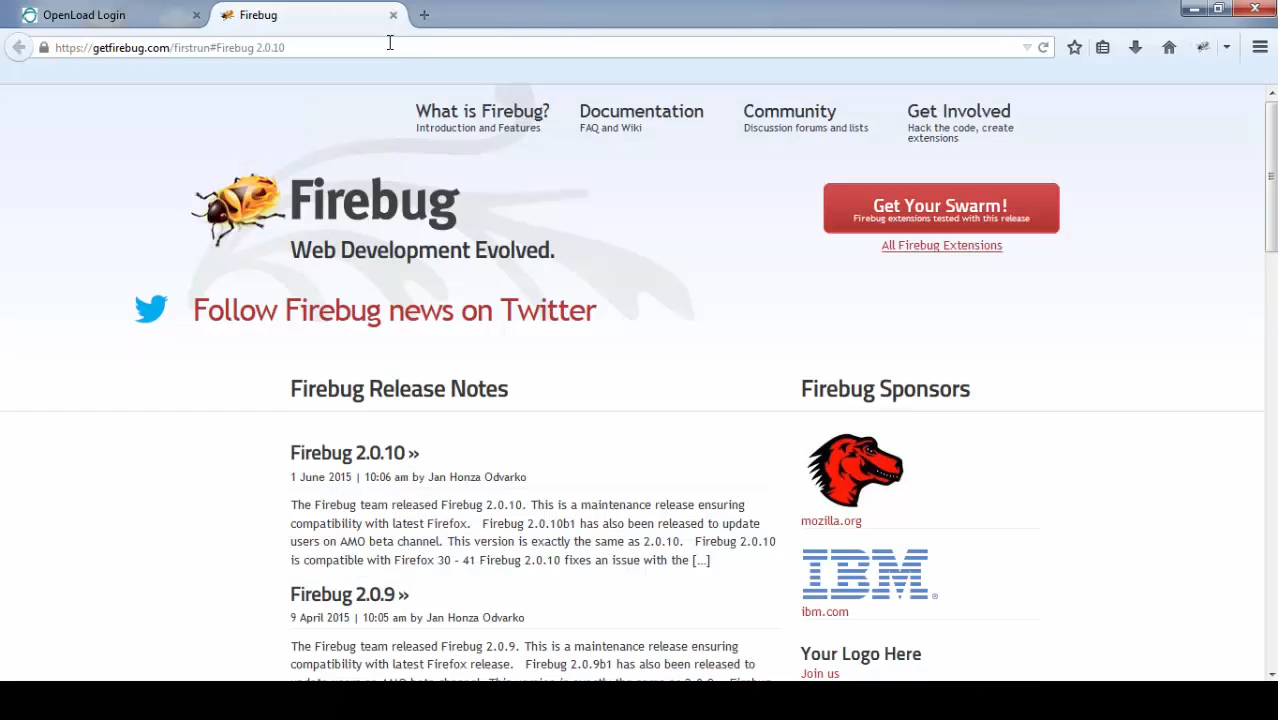 OpenLoad Login
Firebug
https://getfirebug.com/firstrun#Firebug 2.0.10
What is Firebug?
Introduction and Features
Documentation
FAQ and Wiki
Community
Discussion forums and lists
Get Involved
Hack the code, create
extensions
Firebug
Web Development Evolved.
Get Your Swarm!
Firebug extensions tested with this release
All Firebug Extensions
Follow Firebug news on Twitter
Firebug Release Notes
Firebug 2.0.10 »
1 June 2015 | 10:06 am by Jan Honza Odvarko
The Firebug team released Firebug 2.0.10. This is a maintenance release ensuring
compatibility with latest Firefox. Firebug 2.0.10b1 has also been released to update
users on AMO beta channel. This version is exactly the same as 2.0.10. Firebug 2.0.10
is compatible with Firefox 30 - 41 Firebug 2.0.10 fixes an issue with the [...]
Firebug 2.0.9 »
9 April 2015 | 10:05 am by Jan Honza Odvarko
The Firebug team released Firebug 2.0.9. This is a maintenance release ensuring
compatibility with latest Firefox release. Firebug 2.0.9b1 has also been released to
Firebug Sponsors
mozilla.org
IBM
ibm.com
Your Logo Here
Join us